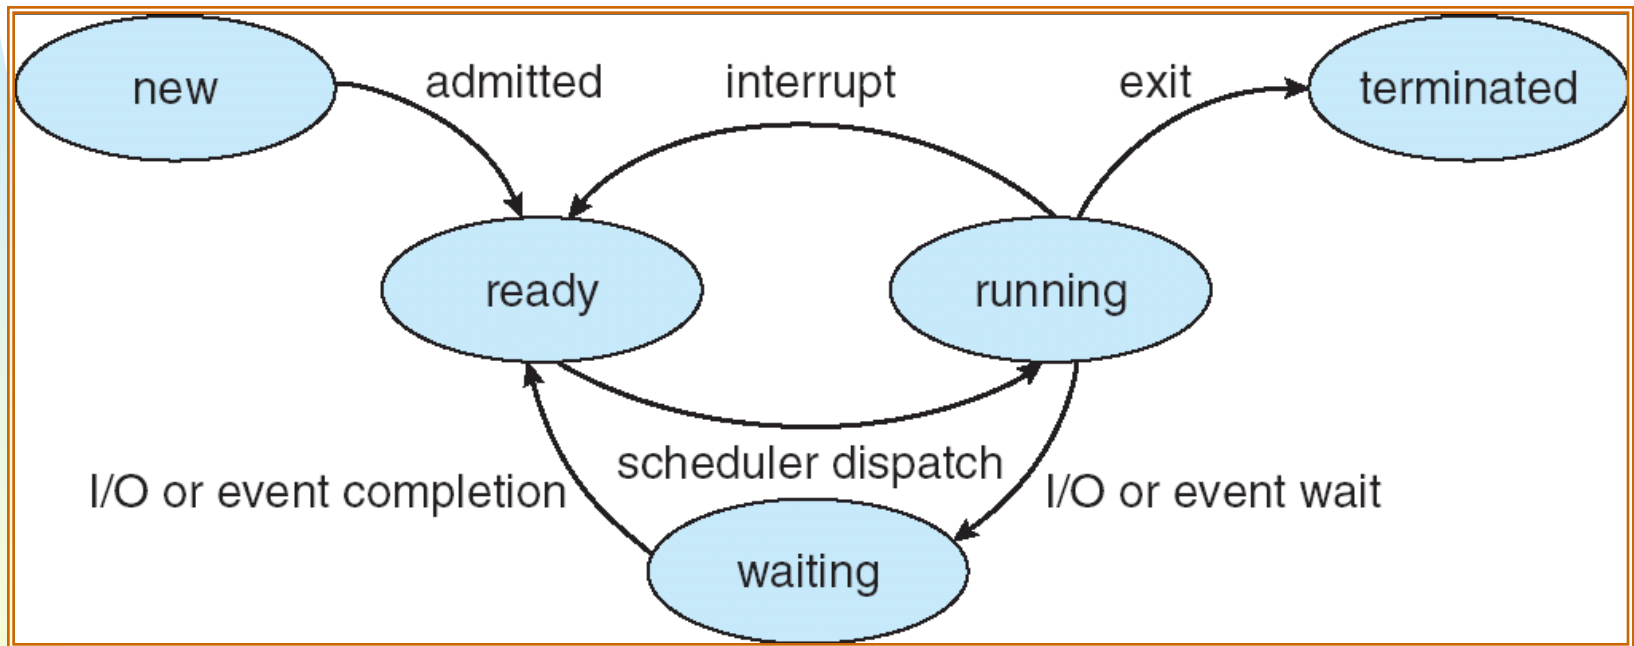 new
admitted
interrupt
exit
terminated
ready
running
scheduler dispatch
I/O or event completion
I/O or event wait
waiting